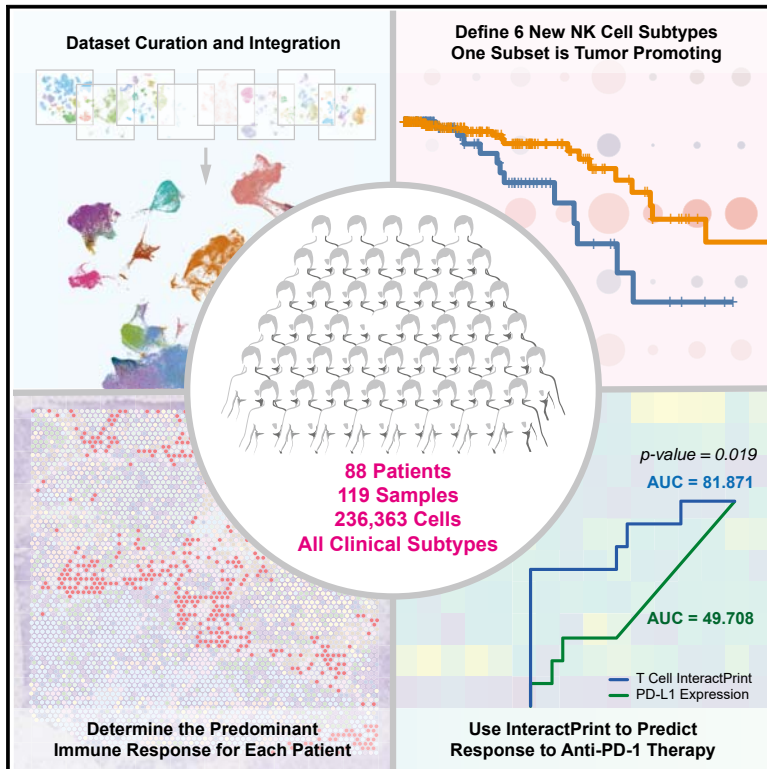 Dataset Curation and Integration
Define 6 New NK Cell Subtypes
One Subset is Tumor Promoting
88 Patients
119 Samples
236,363 Cells
All Clinical Subtypes
p-value = 0.019
AUC = 81.871
AUC = 49.708
T Cell InteractPrint
PD-L1 Expression
Determine the Predominant
Immune Response for Each Patient
Use InteractPrint to Predict
Response to Anti-PD-1 Therapy